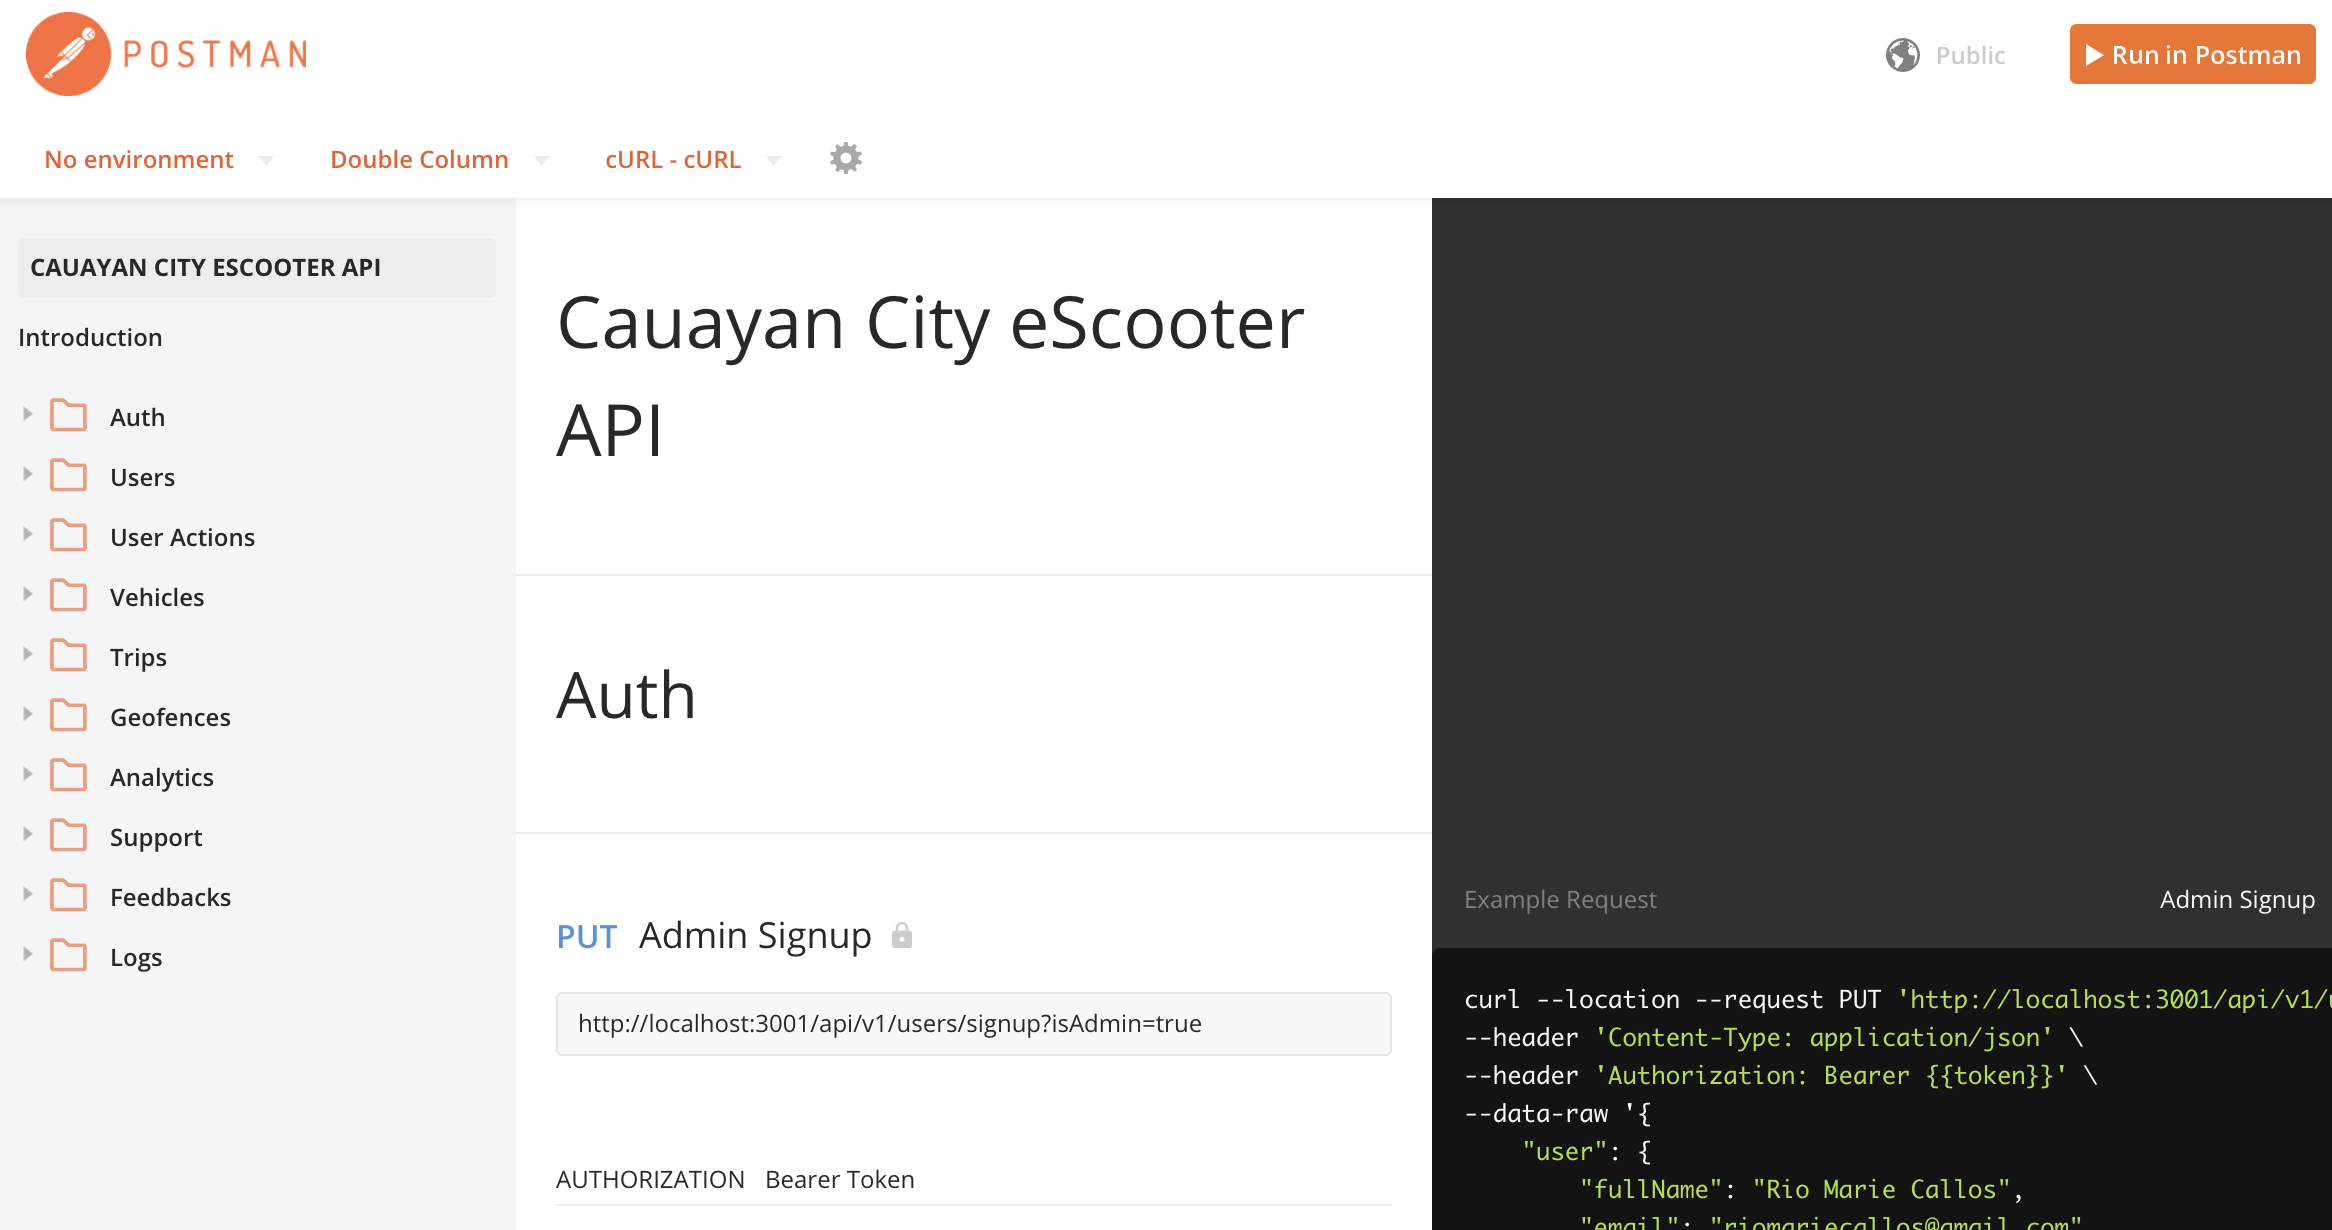 POSTMAN
Public
Run in Postman
No environment
Double Column
cURL - cURL
CAUAYAN CITY ESCOOTER API
Introduction
Auth
Users
User Actions
Vehicles
Trips
Geofences
Analytics
Support
Feedbacks
Logs
Cauayan City eScooter
API
Auth
PUT Admin Signup
http://localhost:3001/api/v1/users/signup?isAdmin=true
AUTHORIZATION Bearer Token
Example Request
Admin Signup
curl --location --request PUT 'http://localhost:3001/api/v1/
--header 'Content-Type: application/json' \
--header 'Authorization: Bearer {{token}}' \
--data-raw '{
"user": {
"fullName": "Rio Marie Callos",
"email": "riomariecallos@gmail.com"